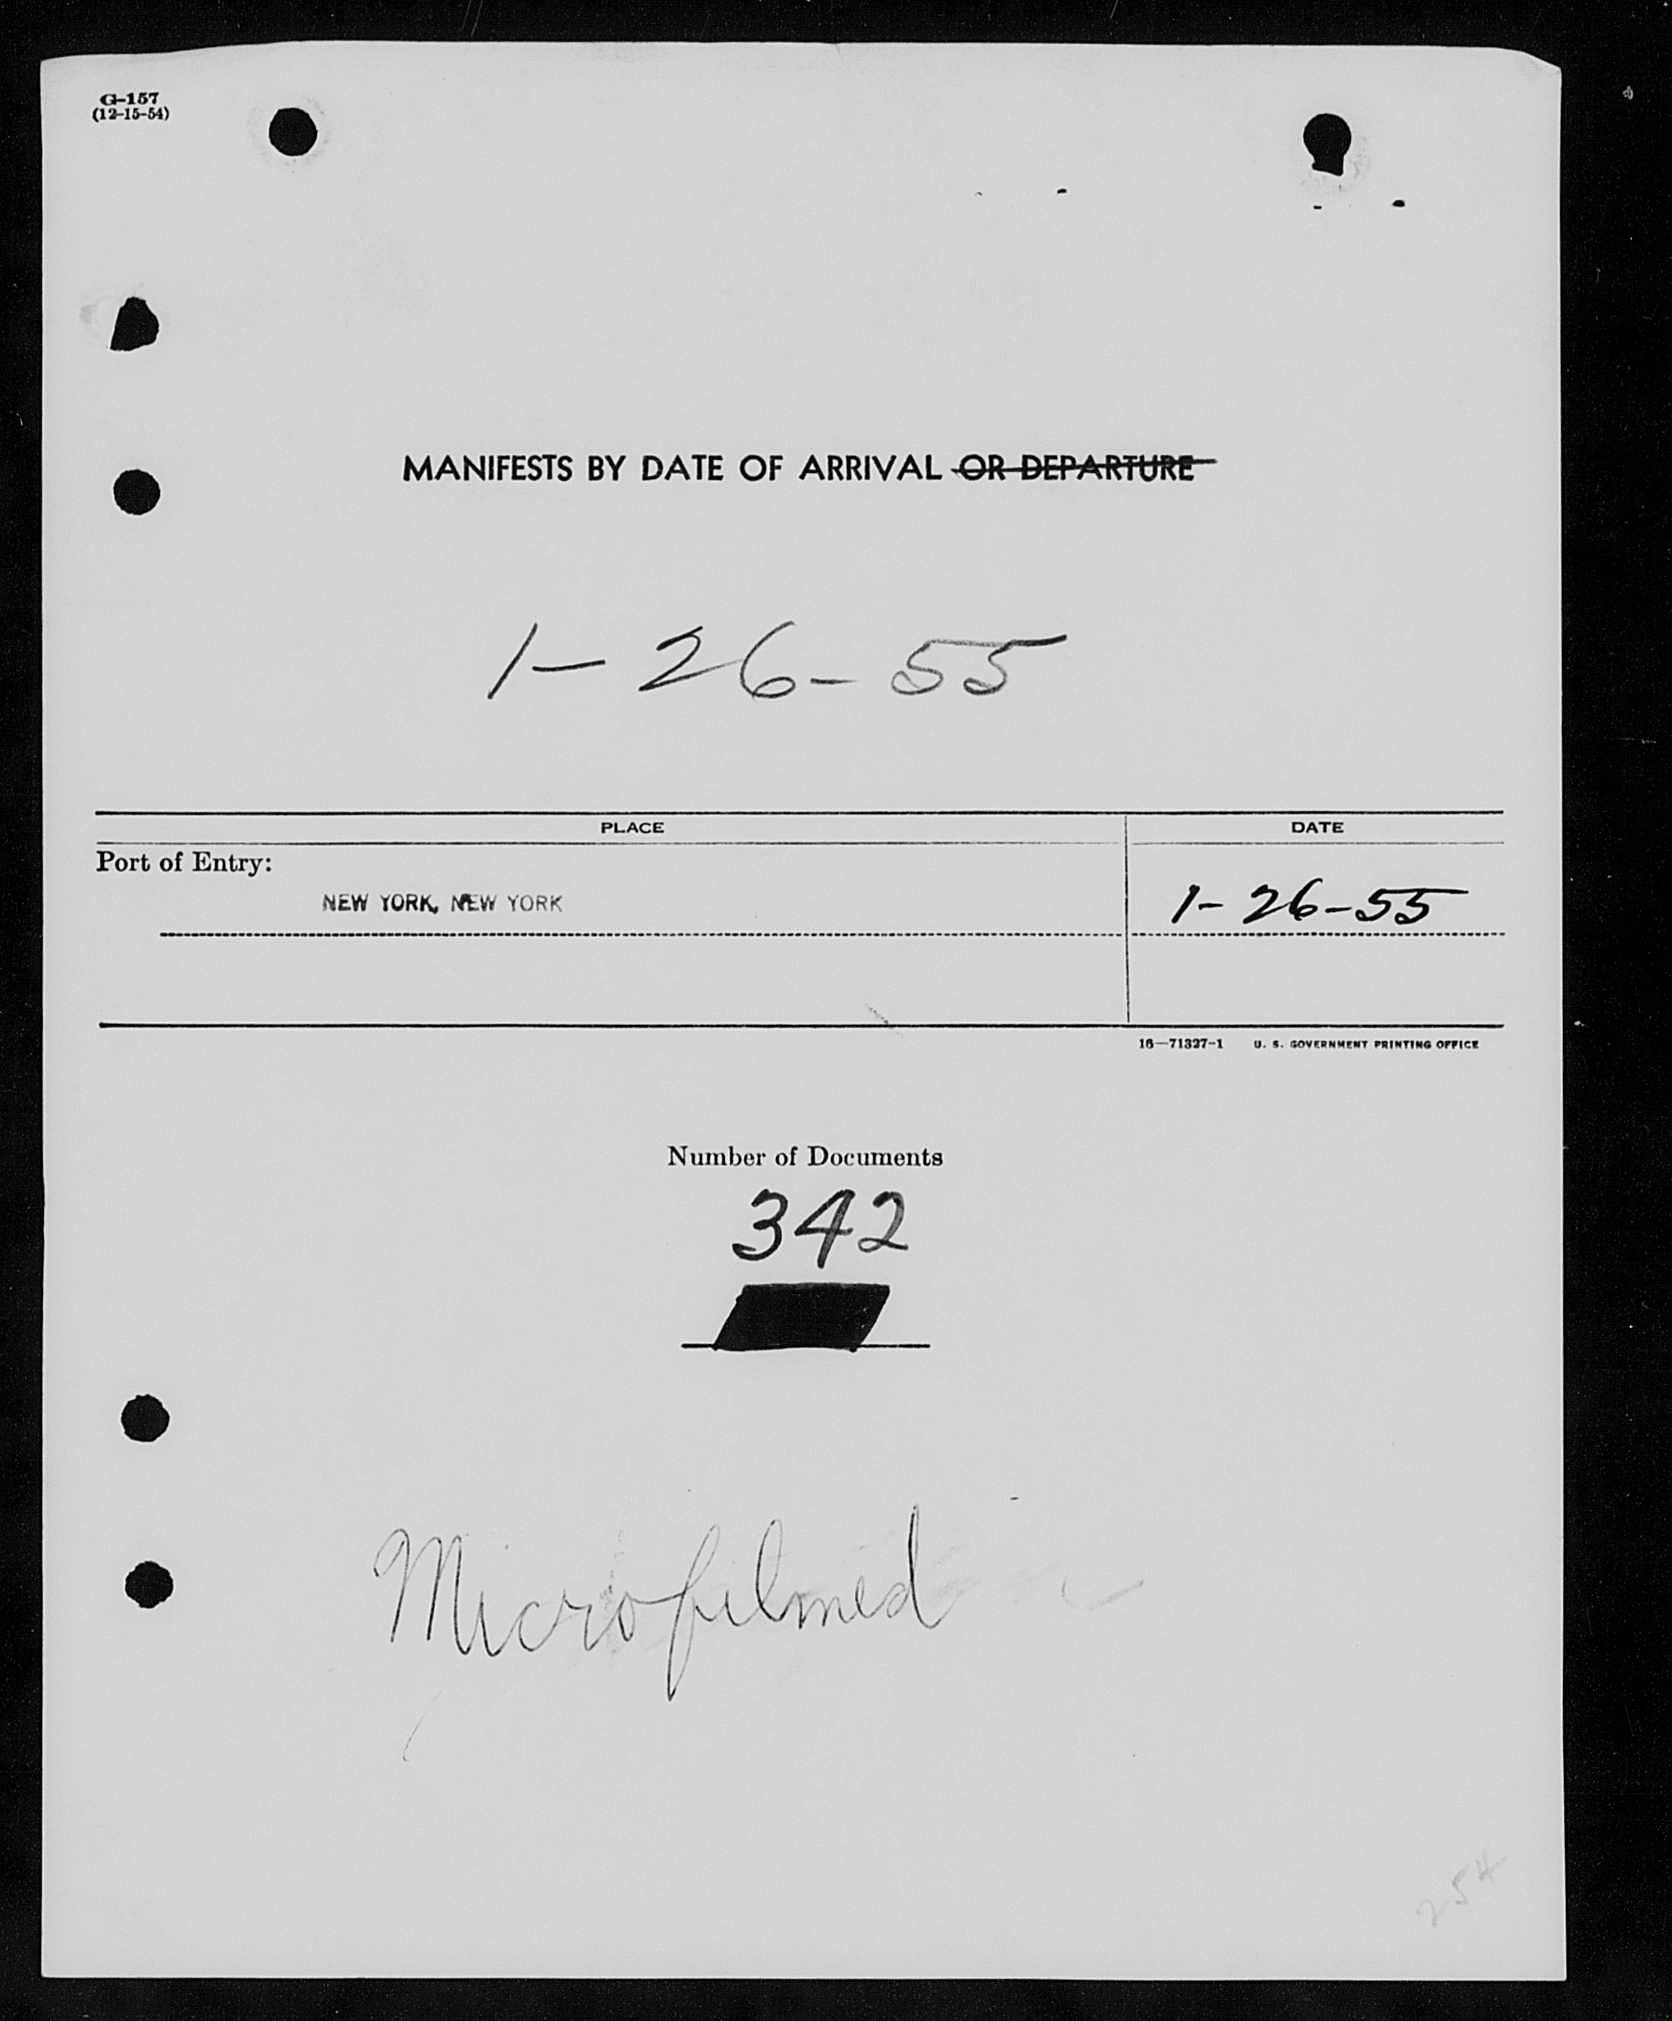 G-157
(12-15-54)
MANIFESTS BY DATE OF ARRIVAL OR DEPARTURE
1-26-55
PLACE DATE
Port of Entry:
NEW YORK, NEW YORK 1-26-55
16—71327-1 U. S. GOVERNMENT PRINTING OFFICE
Number of Documents
342
Microfilmed
254